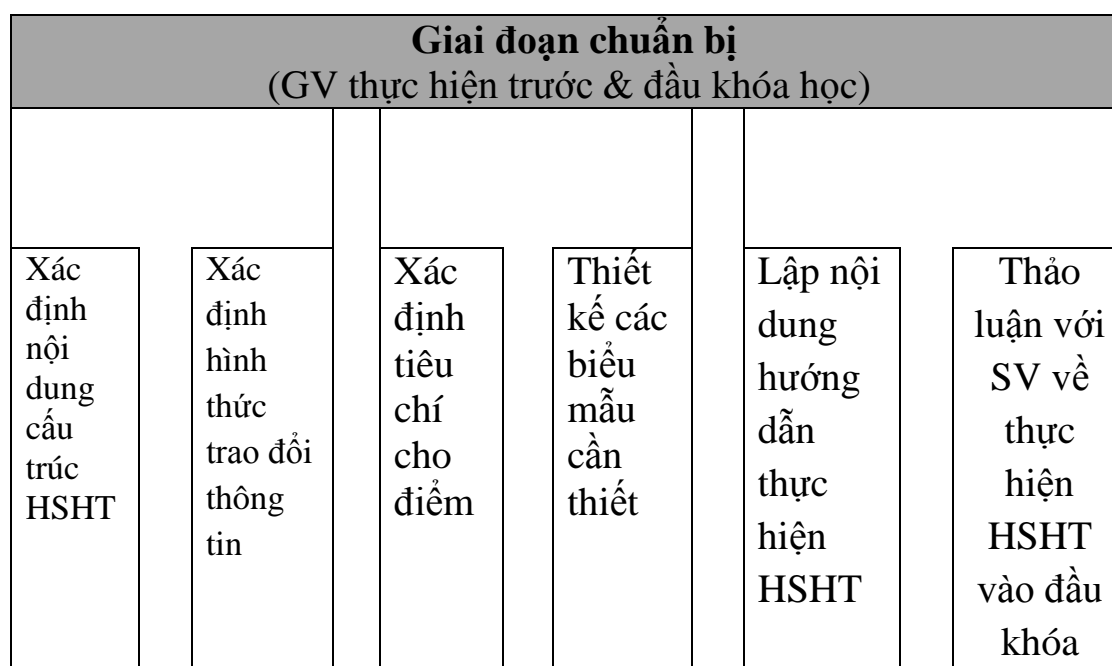 Giai đoạn chuẩn bị
(GV thực hiện trước & đầu khóa học)
Xác
định
nội
dung
cấu
trúc
HSHT
Xác
định
hình
thức
trao đổi
thông
tin
Xác
định
tiêu
chí
cho
điểm
Thiết
kế các
biểu
mẫu
cần
thiết
Lập nội
dung
hướng
dẫn
thực
hiện
HSHT
Thảo
luận với
SV về
thực
hiện
HSHT
vào đầu
khóa